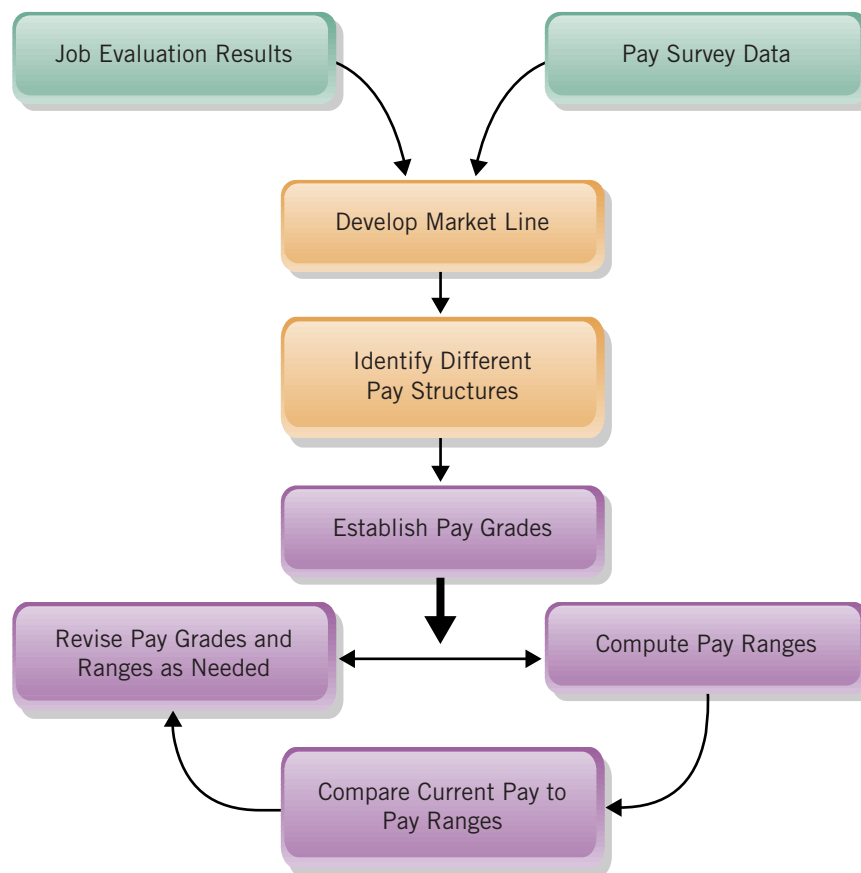 Job Evaluation Results
Pay Survey Data
Develop Market Line
Identify Different
Pay Structures
Establish Pay Grades
Revise Pay Grades and
Ranges as Needed
Compute Pay Ranges
Compare Current Pay to
Pay Ranges